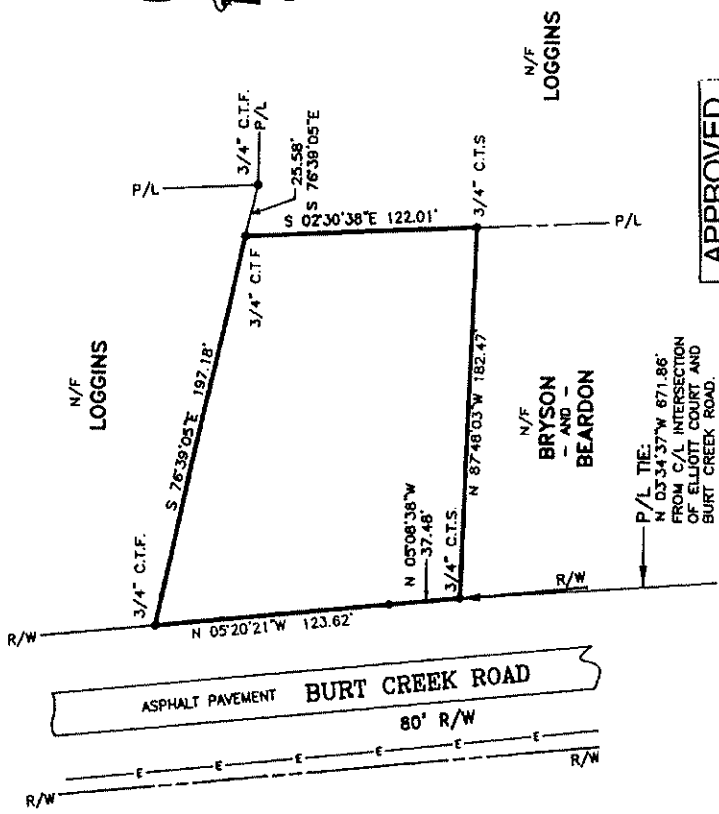 N/F
LOGGINS
3/4" C.T.F.
P/L
P/L
25.58'
S 76°39'05"E
S 02°30'38"E 122.01'
3/4" C.T.F
3/4" C.T.S
P/L
N/F
LOGGINS
S 76°39'05"E 197.18'
3/4" C.T.F.
R/W
N 05°20'21"W 123.62'
N 05°08'38"W
37.48'
3/4" C.T.S.
N 87°48'03"W 182.47'
N/F
BRYSON
- AND -
BEARDON
R/W
P/L TIE:
N 03°34'37"W 671.86'
FROM C/L INTERSECTION
OF ELLIOTT COURT AND
BURT CREEK ROAD.
ASPHALT PAVEMENT BURT CREEK ROAD
80' R/W
E E E E E E
R/W
R/W
APPROVED